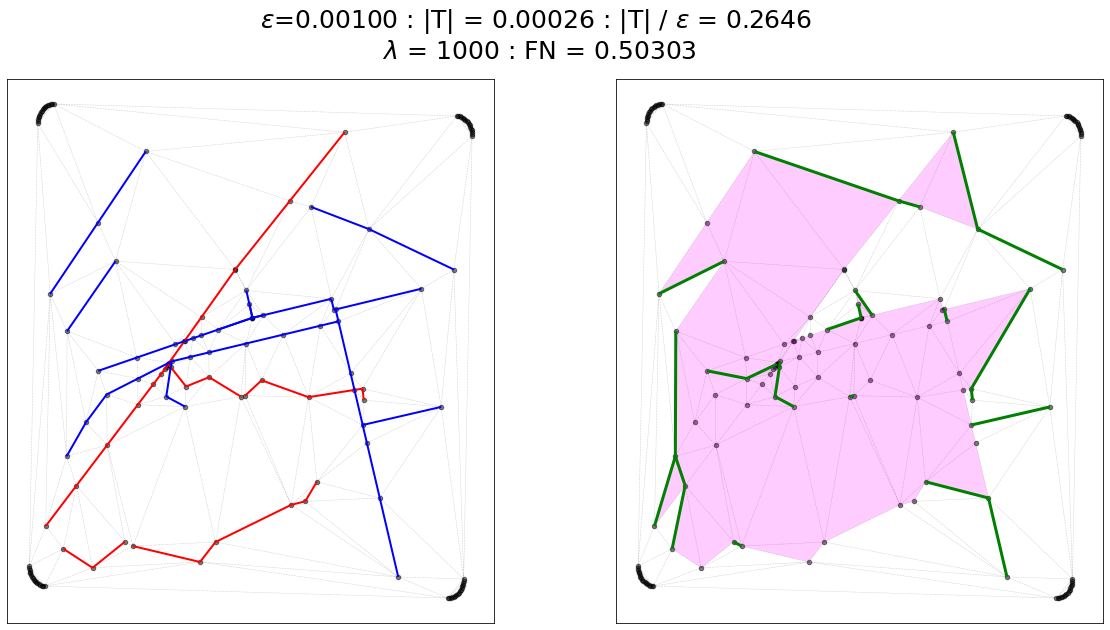 ε=0.00100 : |T| = 0.00026 : |T| / ε = 0.2646
λ = 1000 : FN = 0.50303